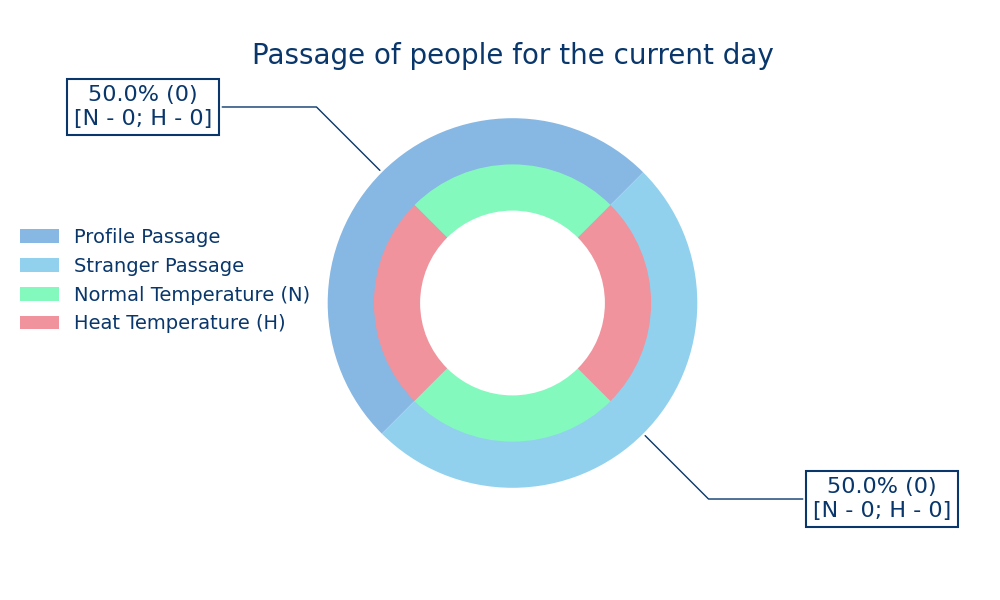 Passage of people for the current day
50.0% (0)
[N - 0; H - 0]
Profile Passage
Stranger Passage
Normal Temperature (N)
Heat Temperature (H)
50.0% (0)
[N - 0; H - 0]